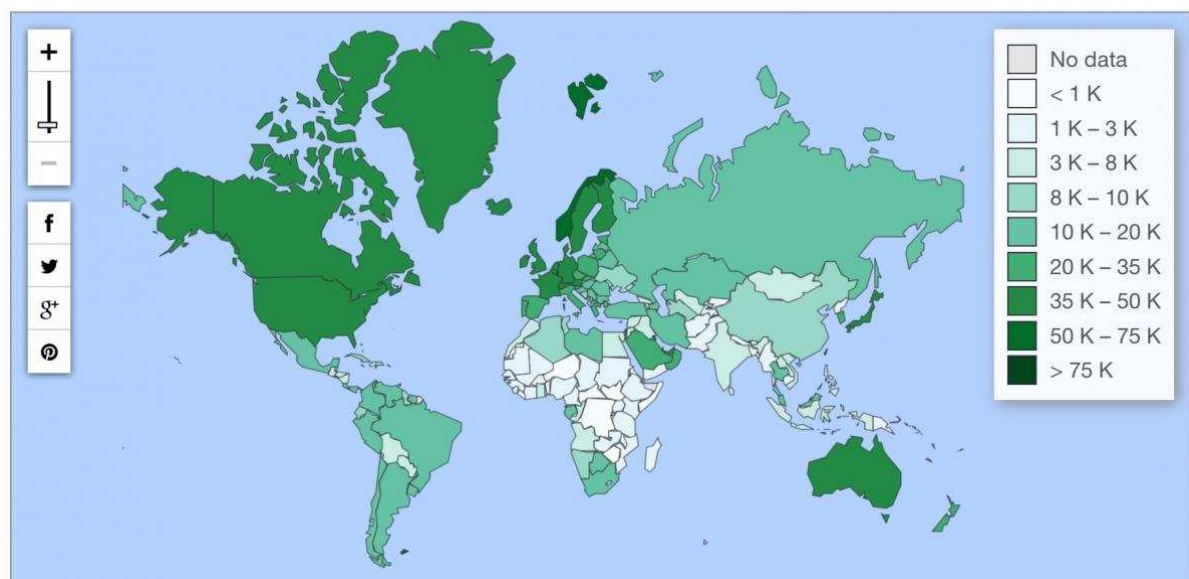 +
−
f
g+
No data
< 1 K
1 K – 3 K
3 K – 8 K
8 K – 10 K
10 K – 20 K
20 K – 35 K
35 K – 50 K
50 K – 75 K
> 75 K